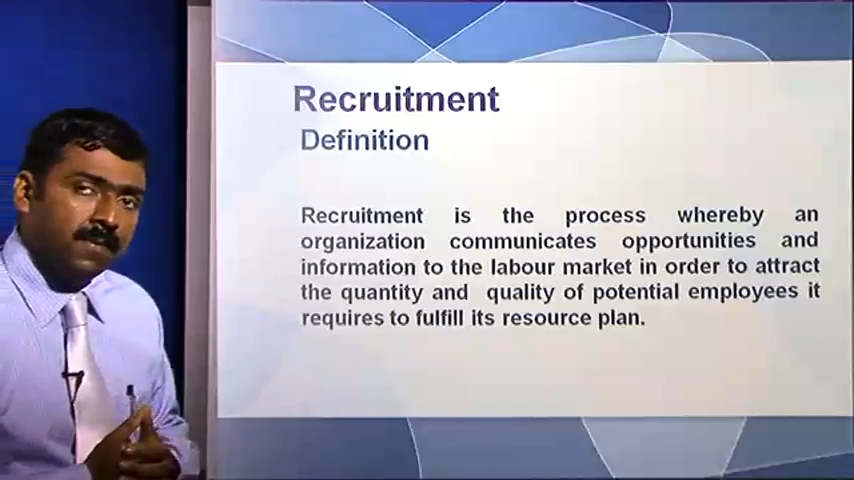 Recruitment
Definition
Recruitment is the process whereby an
organization communicates opportunities and
information to the labour market in order to attract
the quantity and quality of potential employees it
requires to fulfill its resource plan.